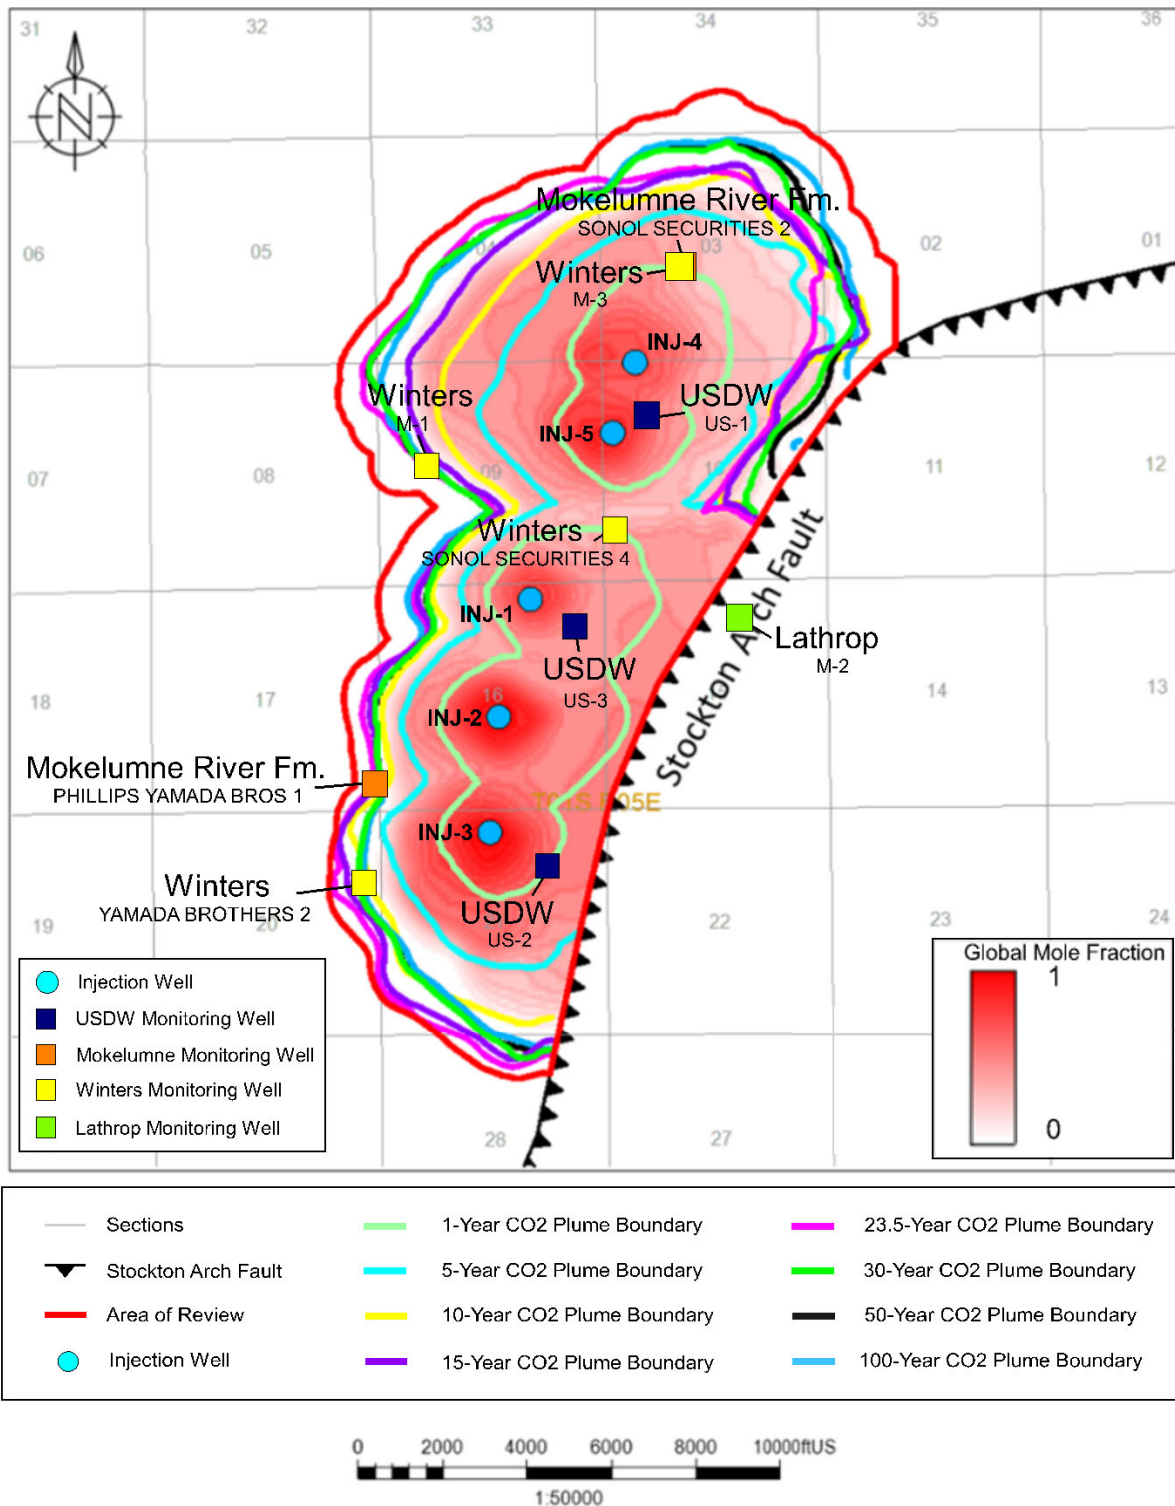 31
32
33
34
35
36
N
Mokelumne River Fm.
SONOL SECURITIES 2
06
05
04
03
02
01
Winters
M-3
INJ-4
Winters
M-1
USDW
US-1
INJ-5
07
08
09
10
11
12
Winters
SONOL SECURITIES 4
INJ-1
Stockton Arch Fault
Lathrop
M-2
USDW
US-3
18
17
16
14
13
INJ-2
Mokelumne River Fm.
PHILLIPS YAMADA BROS 1
INJ-3
Winters
YAMADA BROTHERS 2
USDW
US-2
19
20
22
23
24
28
27
Injection Well
USDW Monitoring Well
Mokelumne Monitoring Well
Winters Monitoring Well
Lathrop Monitoring Well
Global Mole Fraction
1
0
Sections
1-Year CO2 Plume Boundary
23.5-Year CO2 Plume Boundary
Stockton Arch Fault
5-Year CO2 Plume Boundary
30-Year CO2 Plume Boundary
Area of Review
10-Year CO2 Plume Boundary
50-Year CO2 Plume Boundary
Injection Well
15-Year CO2 Plume Boundary
100-Year CO2 Plume Boundary
0 2000 4000 6000 8000 10000ftUS
1:50000